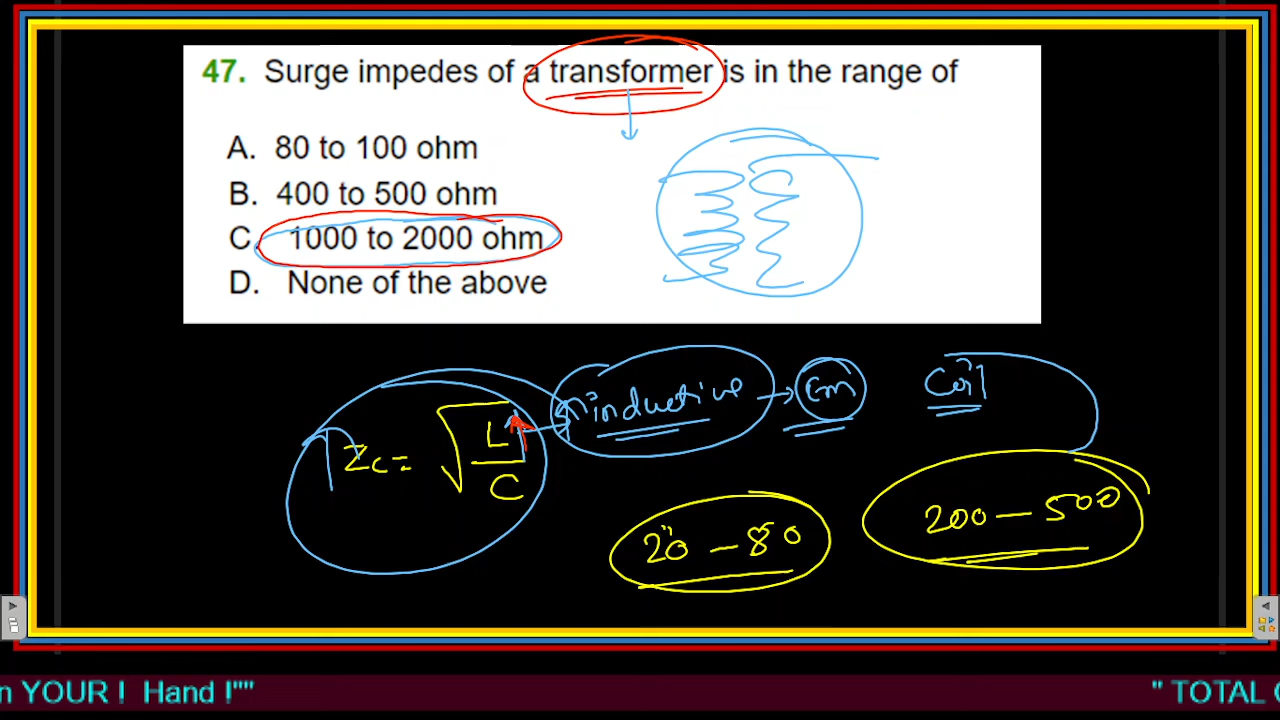 47. Surge impedes of a transformer is in the range of
A. 80 to 100 ohm
B. 400 to 500 ohm
C. 1000 to 2000 ohm
D. None of the above
inductive → Em Coil
Zc = √L/C
20 – 80
200 – 500
n YOUR ! Hand !"" " TOTAL